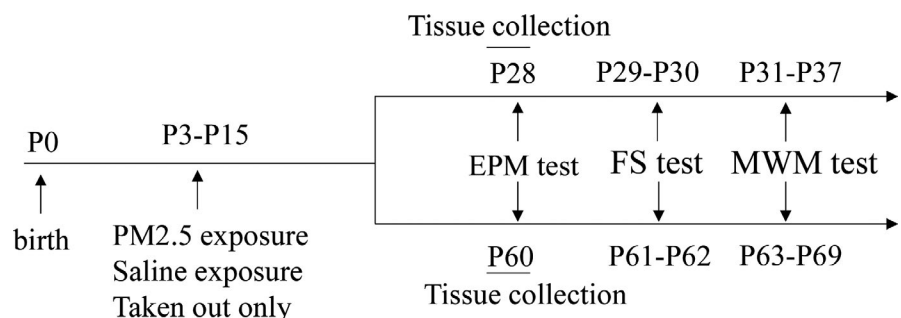 Tissue collection
P28 P29-P30 P31-P37
P0 P3-P15
EPM test FS test MWM test
birth
PM2.5 exposure
Saline exposure
Taken out only
P60 P61-P62 P63-P69
Tissue collection